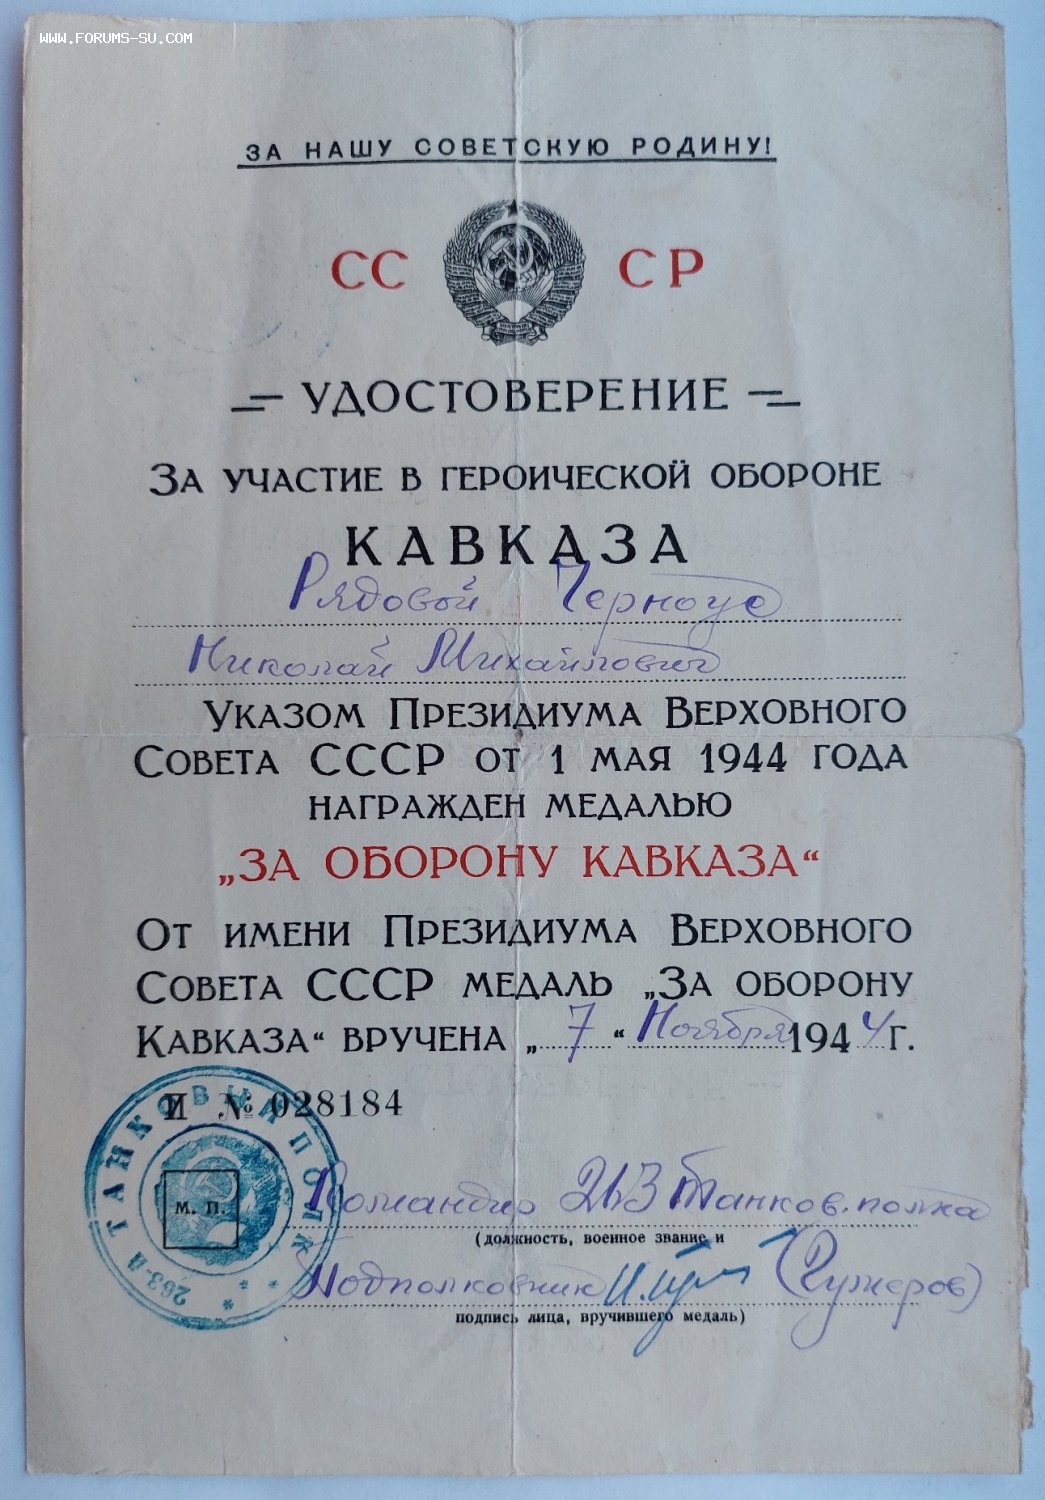 WWW.FORUMS-SU.COM
ЗА НАШУ СОВЕТСКУЮ РОДИНУ!
СС СР
УДОСТОВЕРЕНИЕ
ЗА УЧАСТИЕ В ГЕРОИЧЕСКОЙ ОБОРОНЕ
КАВКАЗА
Рядовой Черноус
Николай Михайлович
УКАЗОМ ПРЕЗИДИУМА ВЕРХОВНОГО
СОВЕТА СССР ОТ 1 МАЯ 1944 ГОДА
НАГРАЖДЕН МЕДАЛЬЮ
„ЗА ОБОРОНУ КАВКАЗА“
ОТ ИМЕНИ ПРЕЗИДИУМА ВЕРХОВНОГО
СОВЕТА СССР МЕДАЛЬ „ЗА ОБОРОНУ
КАВКАЗА“ ВРУЧЕНА „7“ Ноября 1944 Г.
И № 028184
263-Й ТАНКОВЫЙ ПОЛК
М. П.
Командир 263 Танков. полка
(должность, военное звание и
Подполковник
подпись лица, вручившего медаль)